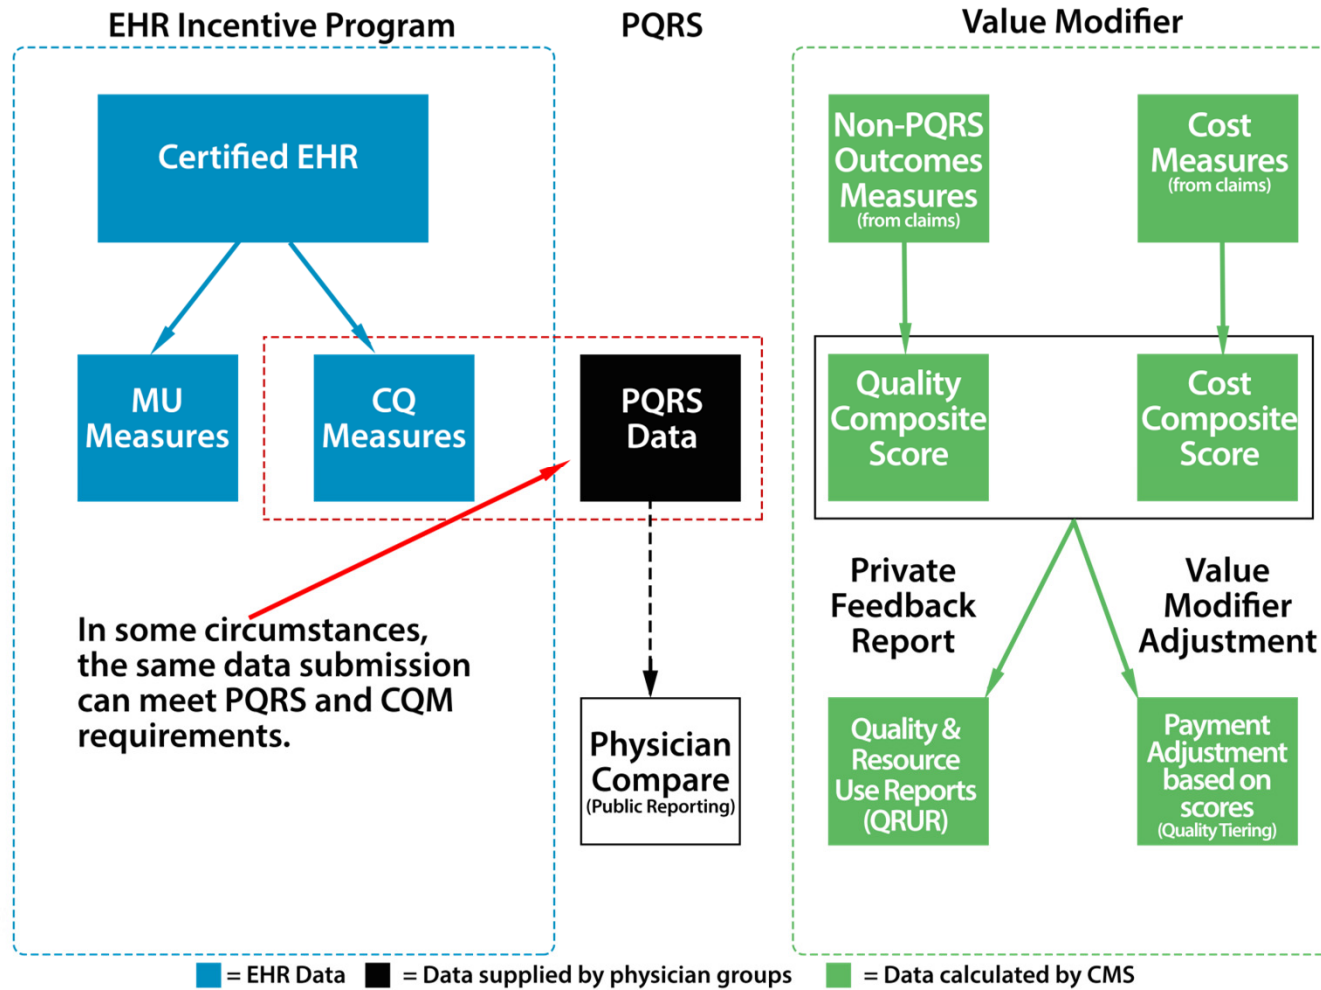 EHR Incentive Program
PQRS
Value Modifier
Certified EHR
Non-PQRS
Outcomes
Measures
(from claims)
Cost
Measures
(from claims)
MU
Measures
CQ
Measures
PQRS
Data
Quality
Composite
Score
Cost
Composite
Score
In some circumstances,
the same data submission
can meet PQRS and CQM
requirements.
Private
Feedback
Report
Value
Modifier
Adjustment
Physician
Compare
(Public Reporting)
Quality &
Resource
Use Reports
(QRUR)
Payment
Adjustment
based on
scores
(Quality Tiering)
= EHR Data
= Data supplied by physician groups
= Data calculated by CMS